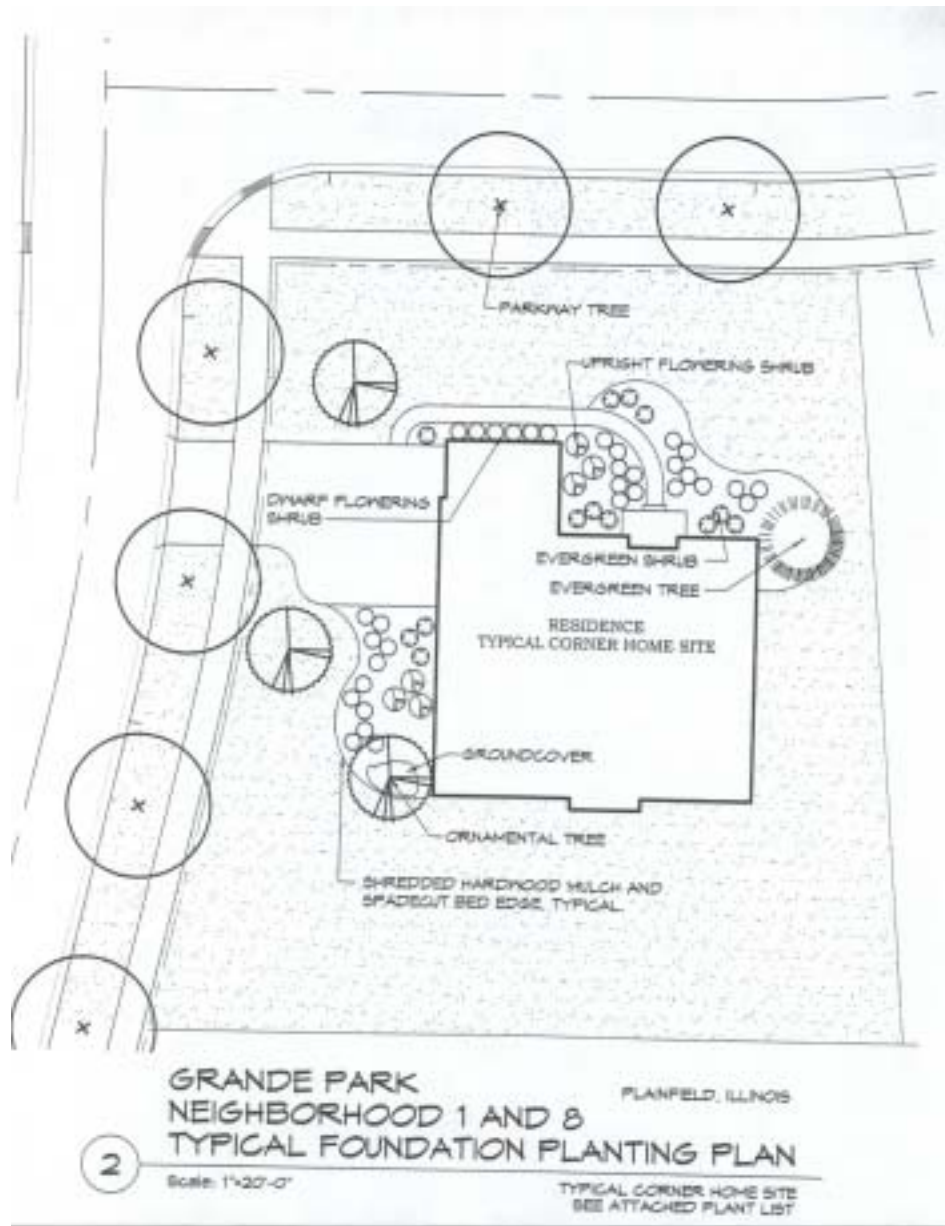 PARKWAY TREE
UPRIGHT FLOWERING SHRUB
DWARF FLOWERING
SHRUB
EVERGREEN SHRUB
EVERGREEN TREE
RESIDENCE
TYPICAL CORNER HOME SITE
GROUNDCOVER
ORNAMENTAL TREE
SHREDDED HARDWOOD MULCH AND
SPADECUT BED EDGE, TYPICAL
GRANDE PARK
NEIGHBORHOOD 1 AND 8
TYPICAL FOUNDATION PLANTING PLAN
PLANFELD, ILLINOIS
2
Scale: 1"=20'-0"
TYPICAL CORNER HOME SITE
SEE ATTACHED PLANT LIST